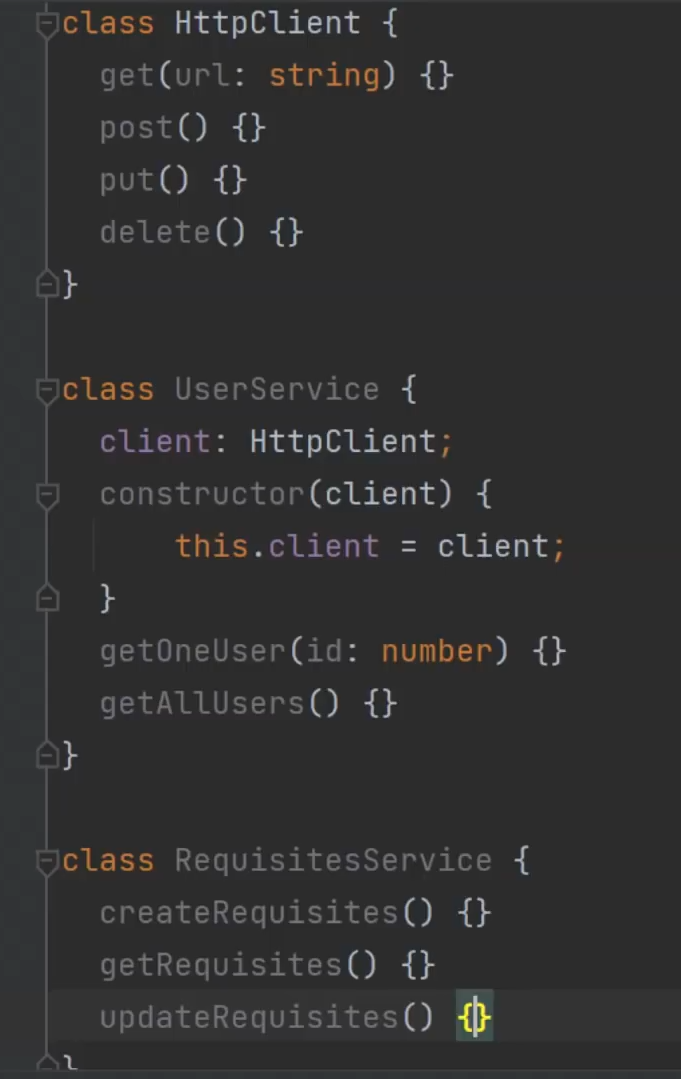 class HttpClient {
get(url: string) {}
post() {}
put() {}
delete() {}
}
class UserService {
client: HttpClient;
constructor(client) {
this.client = client;
}
getOneUser(id: number) {}
getAllUsers() {}
}
class RequisitesService {
createRequisites() {}
getRequisites() {}
updateRequisites() {}
}